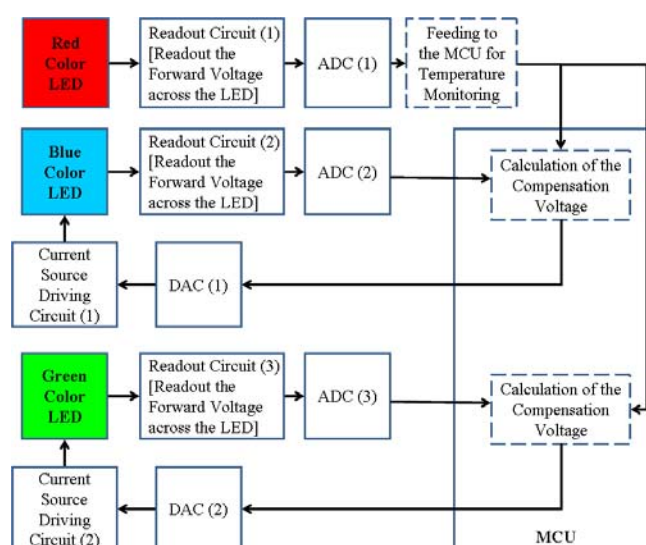 Red
Color
LED
Readout Circuit (1)
[Readout the
Forward Voltage
across the LED]
ADC (1)
Feeding to
the MCU for
Temperature
Monitoring
Blue
Color
LED
Readout Circuit (2)
[Readout the
Forward Voltage
across the LED]
ADC (2)
Calculation of the
Compensation
Voltage
Current
Source
Driving
Circuit (1)
DAC (1)
Green
Color
LED
Readout Circuit (3)
[Readout the
Forward Voltage
across the LED]
ADC (3)
Calculation of the
Compensation
Voltage
Current
Source
Driving
Circuit (2)
DAC (2)
MCU